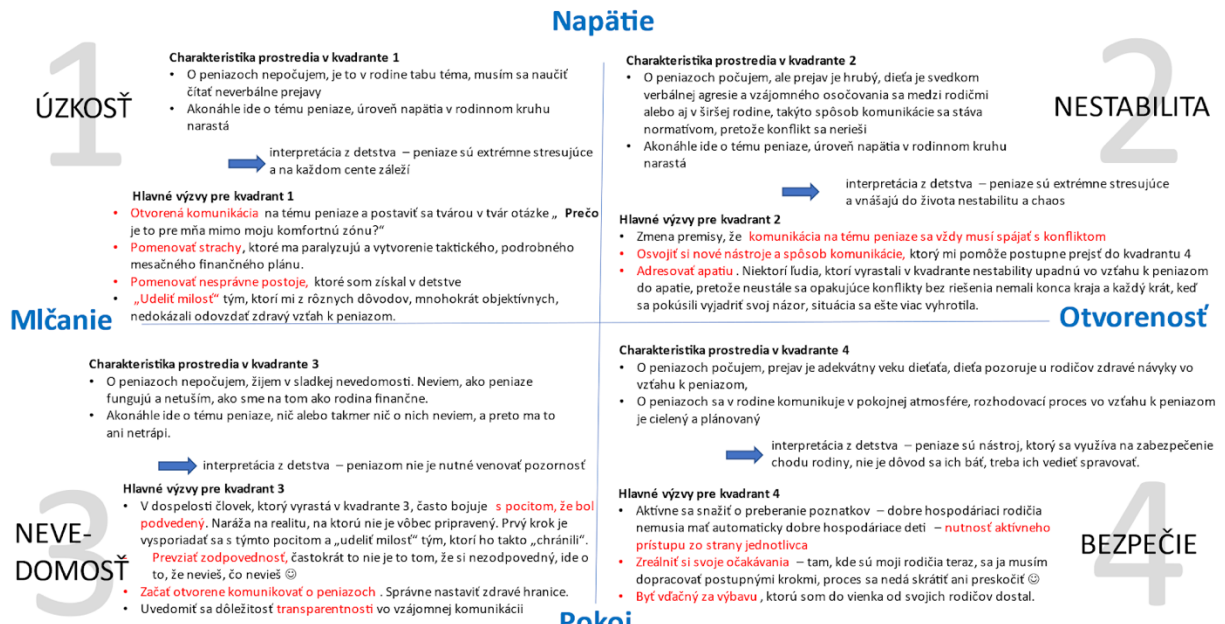 Napätie
1
ÚZKOSŤ
Charakteristika prostredia v kvadrante 1
• O peniazoch nepočujem, je to v rodine tabu téma, musím sa naučiť
čítať neverbálne prejavy
• Akonáhle ide o tému peniaze, úroveň napätia v rodinnom kruhu
narastá
interpretácia z detstva – peniaze sú extrémne stresujúce
a na každom cente záleží
Hlavné výzvy pre kvadrant 1
• Otvorená komunikácia na tému peniaze a postaviť sa tvárou v tvár otázke „ Prečo
je to pre mňa mimo moju komfortnú zónu?“
• Pomenovať strachy, ktoré ma paralyzujú a vytvorenie taktického, podrobného
mesačného finančného plánu.
• Pomenovať nesprávne postoje, ktoré som získal v detstve
• „Udeliť milosť“ tým, ktorí mi z rôznych dôvodov, mnohokrát objektívnych,
nedokázali odovzdať zdravý vzťah k peniazom.
2
NESTABILITA
Charakteristika prostredia v kvadrante 2
• O peniazoch počujem, ale prejav je hrubý, dieťa je svedkom
verbálnej agresie a vzájomného osočovania sa medzi rodičmi
alebo aj v širšej rodine, takýto spôsob komunikácie sa stáva
normatívom, pretože konflikt sa nerieši
• Akonáhle ide o tému peniaze, úroveň napätia v rodinnom kruhu
narastá
interpretácia z detstva – peniaze sú extrémne stresujúce
a vnášajú do života nestabilitu a chaos
Hlavné výzvy pre kvadrant 2
• Zmena premisy, že komunikácia na tému peniaze sa vždy musí spájať s konfliktom
• Osvojiť si nové nástroje a spôsob komunikácie, ktorý mi pomôže postupne prejsť do kvadrantu 4
• Adresovať apatiu . Niektorí ľudia, ktorí vyrastali v kvadrante nestability upadnú vo vzťahu k peniazom
do apatie, pretože neustále sa opakujúce konflikty bez riešenia nemali konca kraja a každý krát, keď
sa pokúsili vyjadriť svoj názor, situácia sa ešte viac vyhrotila.
Mlčanie
Otvorenosť
Charakteristika prostredia v kvadrante 3
• O peniazoch nepočujem, žijem v sladkej nevedomosti. Neviem, ako peniaze
fungujú a netuším, ako sme na tom ako rodina finančne.
• Akonáhle ide o tému peniaze, nič alebo takmer nič o nich neviem, a preto ma to
ani netrápi.
interpretácia z detstva – peniazom nie je nutné venovať pozornosť
3
NEVE-
DOMOSŤ
Hlavné výzvy pre kvadrant 3
• V dospelosti človek, ktorý vyrastá v kvadrante 3, často bojuje s pocitom, že bol
podvedený. Naráža na realitu, na ktorú nie je vôbec pripravený. Prvý krok je
vysporiadať sa s týmto pocitom a „udeliť milosť“ tým, ktorí ho takto „chránili“.
• Prevziať zodpovednosť, častokrát to nie je to tom, že si nezodpovedný, ide o
to, že nevieš, čo nevieš ☺
• Začať otvorene komunikovať o peniazoch . Správne nastaviť zdravé hranice.
• Uvedomiť sa dôležitosť transparentnosti vo vzájomnej komunikácii
Charakteristika prostredia v kvadrante 4
• O peniazoch počujem, prejav je adekvátny veku dieťaťa, dieťa pozoruje u rodičov zdravé návyky vo
vzťahu k peniazom,
• O peniazoch sa v rodine komunikuje v pokojnej atmosfére, rozhodovací proces vo vzťahu k peniazom
je cielený a plánovaný
interpretácia z detstva – peniaze sú nástroj, ktorý sa využíva na zabezpečenie
chodu rodiny, nie je dôvod sa ich báť, treba ich vedieť spravovať.
4
BEZPEČIE
Hlavné výzvy pre kvadrant 4
• Aktívne sa snažiť o preberanie poznatkov – dobre hospodáriaci rodičia
nemusia mať automaticky dobre hospodáriace deti – nutnosť aktívneho
prístupu zo strany jednotlivca
• Zreálniť si svoje očakávania – tam, kde sú moji rodičia teraz, sa ja musím
dopracovať postupnými krokmi, proces sa nedá skrátiť ani preskočiť ☺
• Byť vďačný za výbavu , ktorú som do vienka od svojich rodičov dostal.
Pokoj